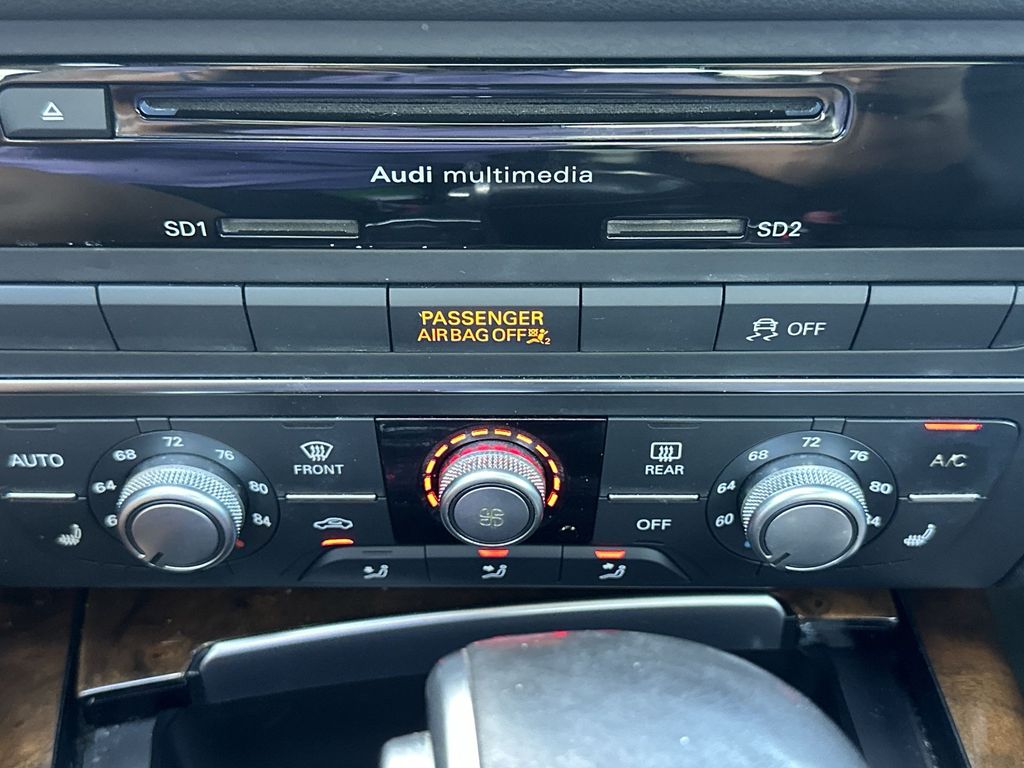 Audi multimedia
SD1
SD2
PASSENGER
AIRBAG OFF 2
OFF
AUTO
64 68 72 76 80 84
FRONT
REAR
OFF
60 64 68 72 76 80
A/C